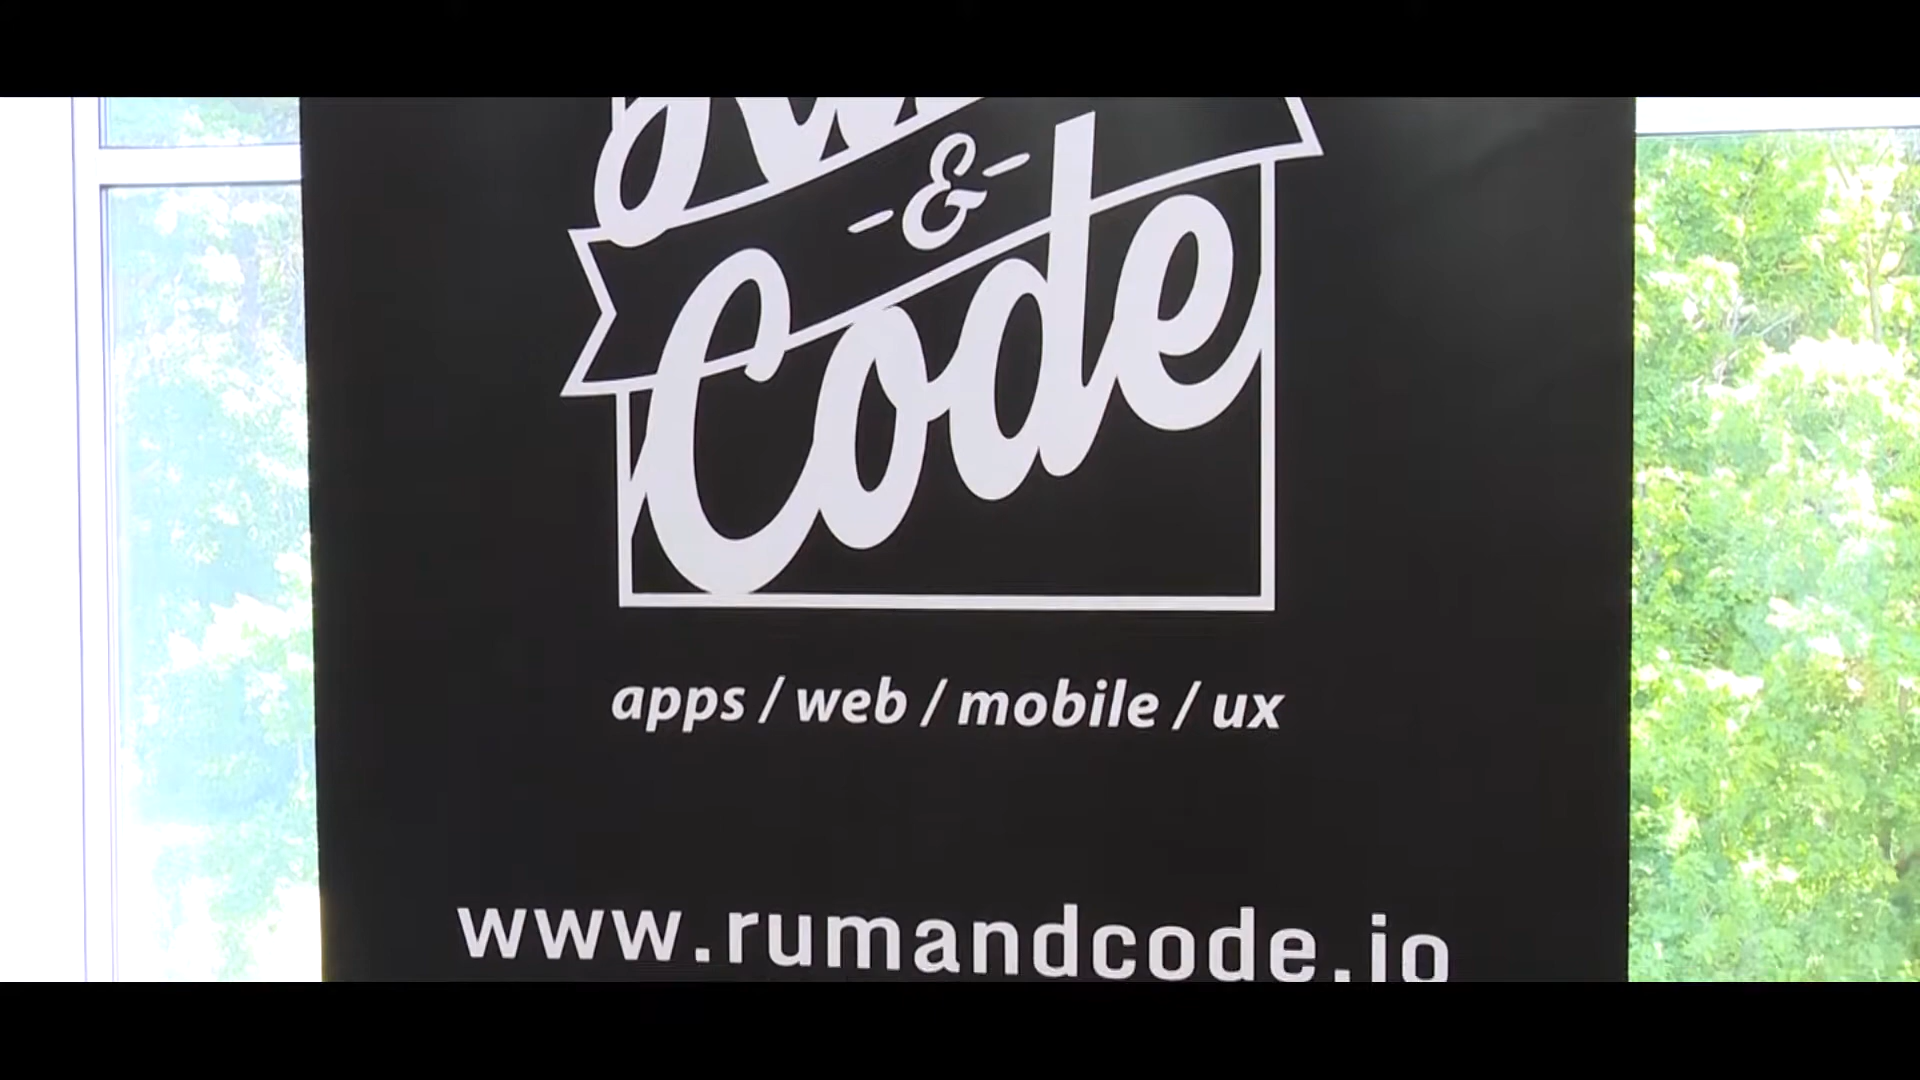 &
Code
apps / web / mobile / ux
www.rumandcode.io